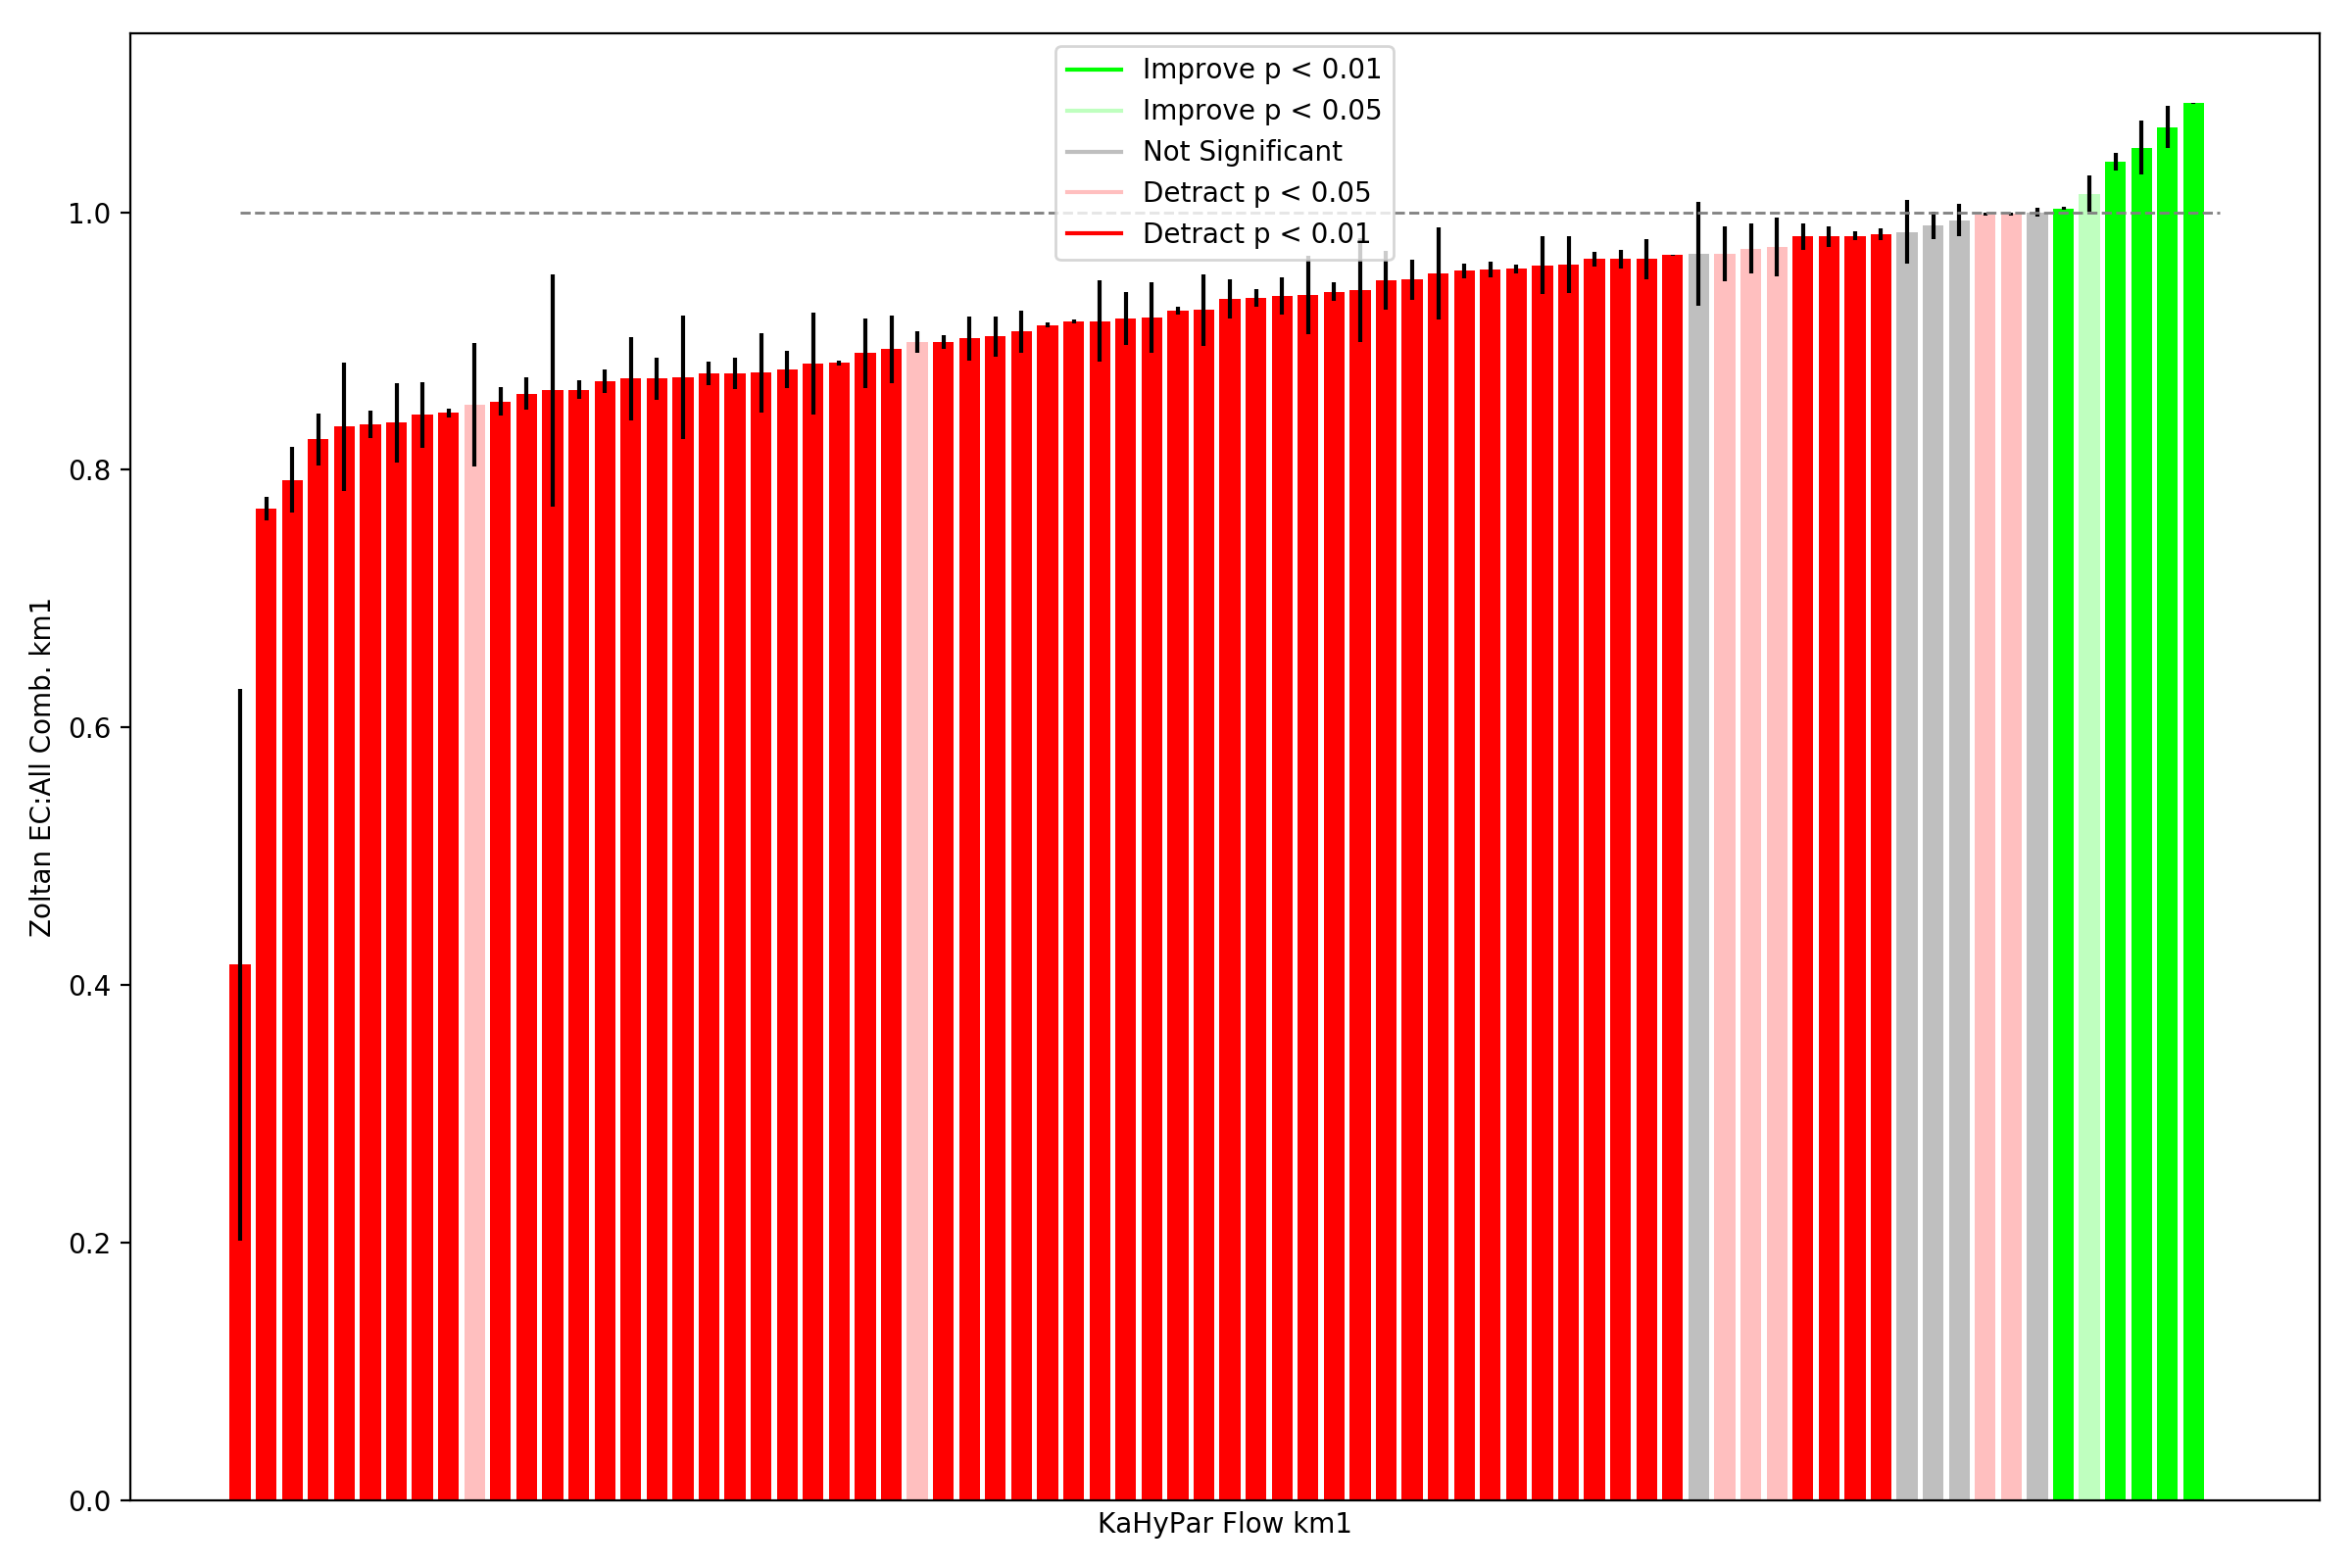 Improve p < 0.01
Improve p < 0.05
Not Significant
Detract p < 0.05
Detract p < 0.01
1.0
0.8
0.6
0.4
0.2
0.0
Zoltan EC:All Comb. km1
KaHyPar Flow km1